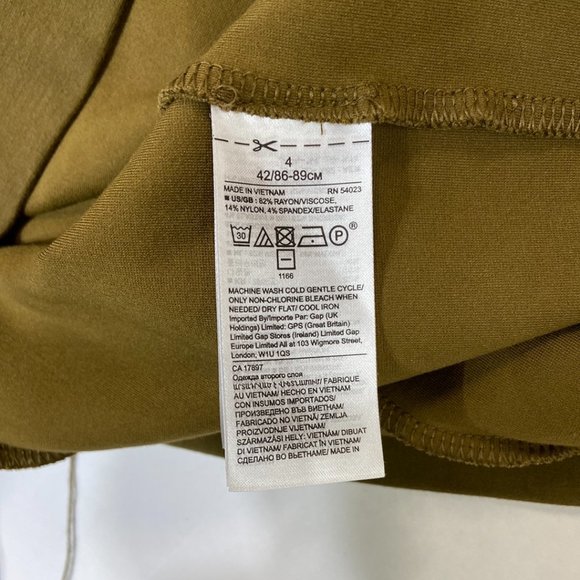 4
42/86-89CM
MADE IN VIETNAM RN 54023
■ US/GB : 82% RAYON/VISCOSE,
14% NYLON, 4% SPANDEX/ELASTANE
30 P ®
1166
MACHINE WASH COLD GENTLE CYCLE/
ONLY NON-CHLORINE BLEACH WHEN
NEEDED/ DRY FLAT/ COOL IRON
Imported By/Importe Par: Gap (UK
Holdings) Limited: GPS (Great Britain)
Limited Gap Stores (Ireland) Limited Gap
Europe Limited All at 103 Wigmore Street,
London, W1U 1QS
CA 17897
Одежда второго слоя
/ FABRIQUE
AU VIETNAM/ HECHO EN VIETNAM
CON INSUMOS IMPORTADOS/
ПРОИЗВЕДЕНО ВЪВ ВИЕТНАМ/
FABRICADO NO VIETNÃ/ ZEMLJA
PROIZVODNJE VIJETNAM/
SZÁRMAZÁSI HELY: VIETNAM/ DIBUAT
DI VIETNAM/ FABBRICATO IN VIETNAM/
СДЕЛАНО ВО ВЬЕТНАМЕ/ MADE IN